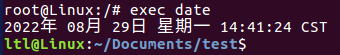 root@Linux:/# exec date
2022年 08月 29日 星期一 14:41:24 CST
ltl@Linux:~/Documents/test$